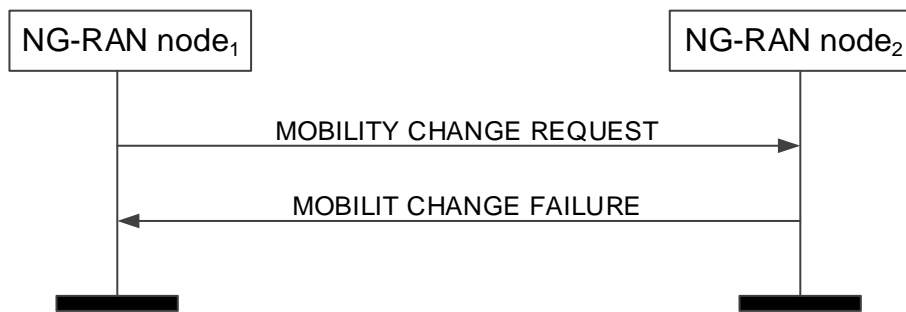 NG-RAN node₁
NG-RAN node₂
MOBILITY CHANGE REQUEST
MOBILIT CHANGE FAILURE